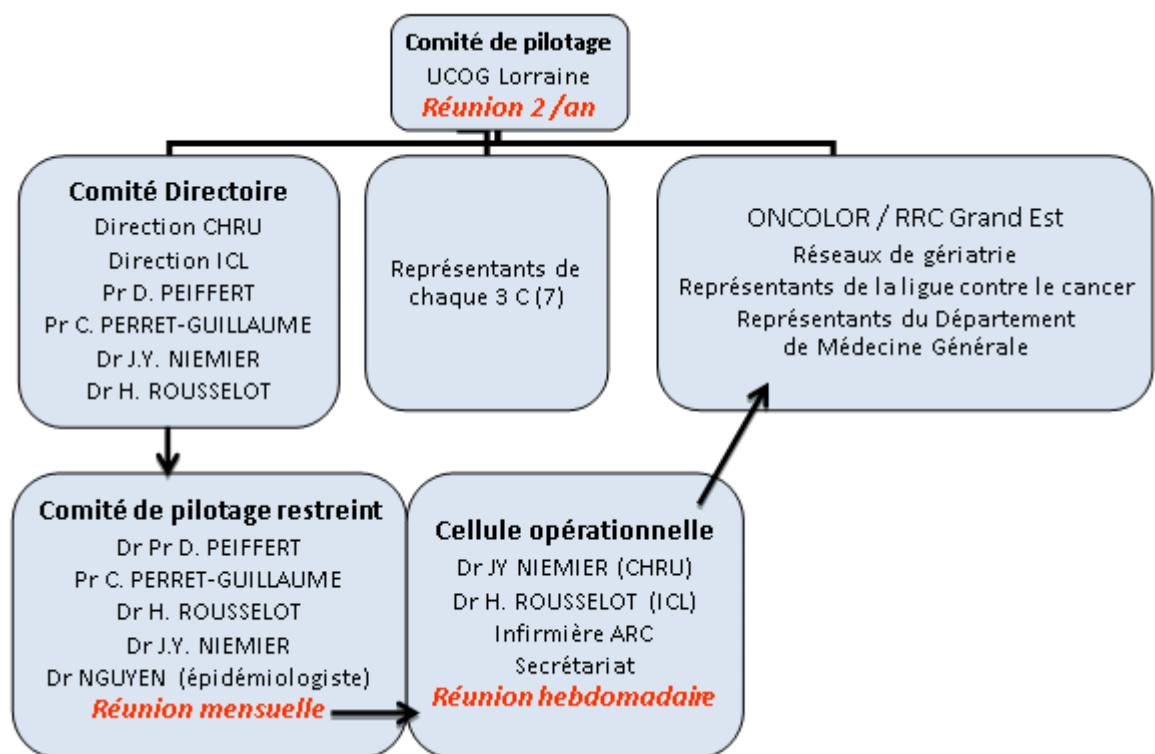 Comité de pilotage
UCOG Lorraine
Réunion 2 /an
Comité Directoire
Direction CHRU
Direction ICL
Pr D. PEIFFERT
Pr C. PERRET-GUILLAUME
Dr J.Y. NIEMIER
Dr H. ROUSSELOT
Représentants de
chaque 3 C (7)
ONCOLOR / RRC Grand Est
Réseaux de gériatrie
Représentants de la ligue contre le cancer
Représentants du Département
de Médecine Générale
Comité de pilotage restreint
Dr Pr D. PEIFFERT
Pr C. PERRET-GUILLAUME
Dr H. ROUSSELOT
Dr J.Y. NIEMIER
Dr NGUYEN (épidémiologiste)
Réunion mensuelle
Cellule opérationnelle
Dr JY NIEMIER (CHRU)
Dr H. ROUSSELOT (ICL)
Infirmière ARC
Secrétariat
Réunion hebdomadaire